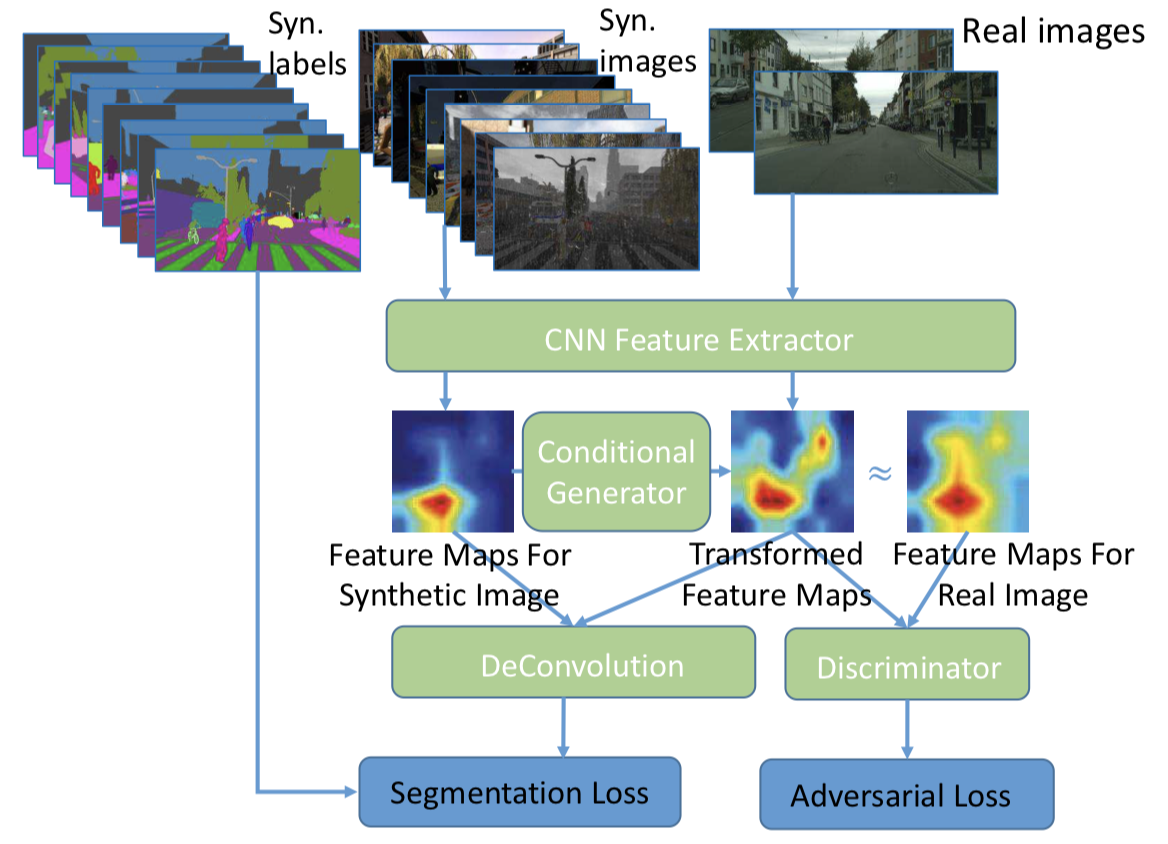 Syn.
labels
Syn.
images
Real images
CNN Feature Extractor
Conditional
Generator
≈
Feature Maps For
Synthetic Image
Transformed
Feature Maps
Feature Maps For
Real Image
DeConvolution
Discriminator
Segmentation Loss
Adversarial Loss